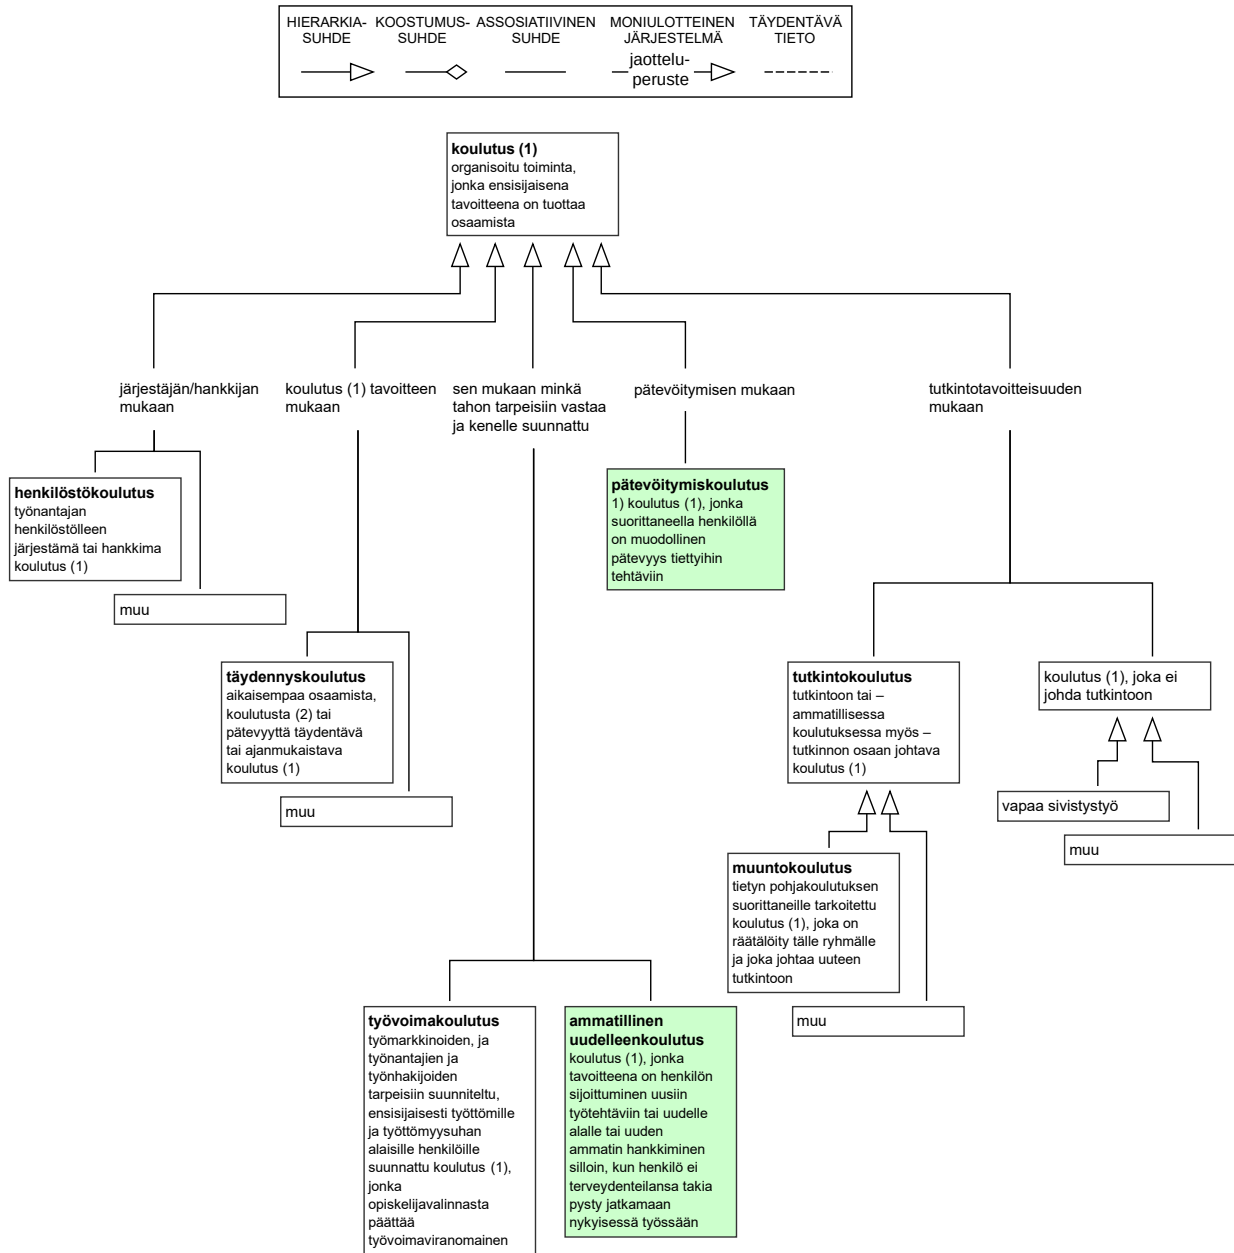 HIERARKIA-
SUHDE
KOOSTUMUS-
SUHDE
ASSOSIATIIVINEN
SUHDE
MONIULOTTEINEN
JÄRJESTELMÄ
TÄYDENTÄVÄ
TIETO
jaottelu-
peruste
koulutus (1)
organisoitu toiminta,
jonka ensisijaisena
tavoitteena on tuottaa
osaamista
järjestäjän/hankkijan
mukaan
koulutus (1) tavoitteen
mukaan
sen mukaan minkä
tahon tarpeisiin vastaa
ja kenelle suunnattu
pätevöitymisen mukaan
tutkintotavoitteisuuden
mukaan
henkilöstökoulutus
työnantajan
henkilöstölleen
järjestämä tai hankkima
koulutus (1)
muu
pätevöitymiskoulutus
1) koulutus (1), jonka
suorittaneella henkilöllä
on muodollinen
pätevyys tiettyihin
tehtäviin
täydennyskoulutus
aikaisempaa osaamista,
koulutusta (2) tai
pätevyyttä täydentävä
tai ajanmukaistava
koulutus (1)
muu
tutkintokoulutus
tutkintoon tai –
ammatillisessa
koulutuksessa myös –
tutkinnon osaan johtava
koulutus (1)
koulutus (1), joka ei
johda tutkintoon
vapaa sivistystyö
muu
muuntokoulutus
tietyn pohjakoulutuksen
suorittaneille tarkoitettu
koulutus (1), joka on
räätälöity tälle ryhmälle
ja joka johtaa uuteen
tutkintoon
muu
työvoimakoulutus
työmarkkinoiden, ja
työnantajien ja
työnhakijoiden
tarpeisiin suunniteltu,
ensisijaisesti työttömille
ja työttömyysuhan
alaisille henkilöille
suunnattu koulutus (1),
jonka
opiskelijavalinnasta
päättää
työvoimaviranomainen
ammatillinen
uudelleenkoulutus
koulutus (1), jonka
tavoitteena on henkilön
sijoittuminen uusiin
työtehtäviin tai uudelle
alalle tai uuden
ammatin hankkiminen
silloin, kun henkilö ei
terveydenteilansa takia
pysty jatkamaan
nykyisessä työssään